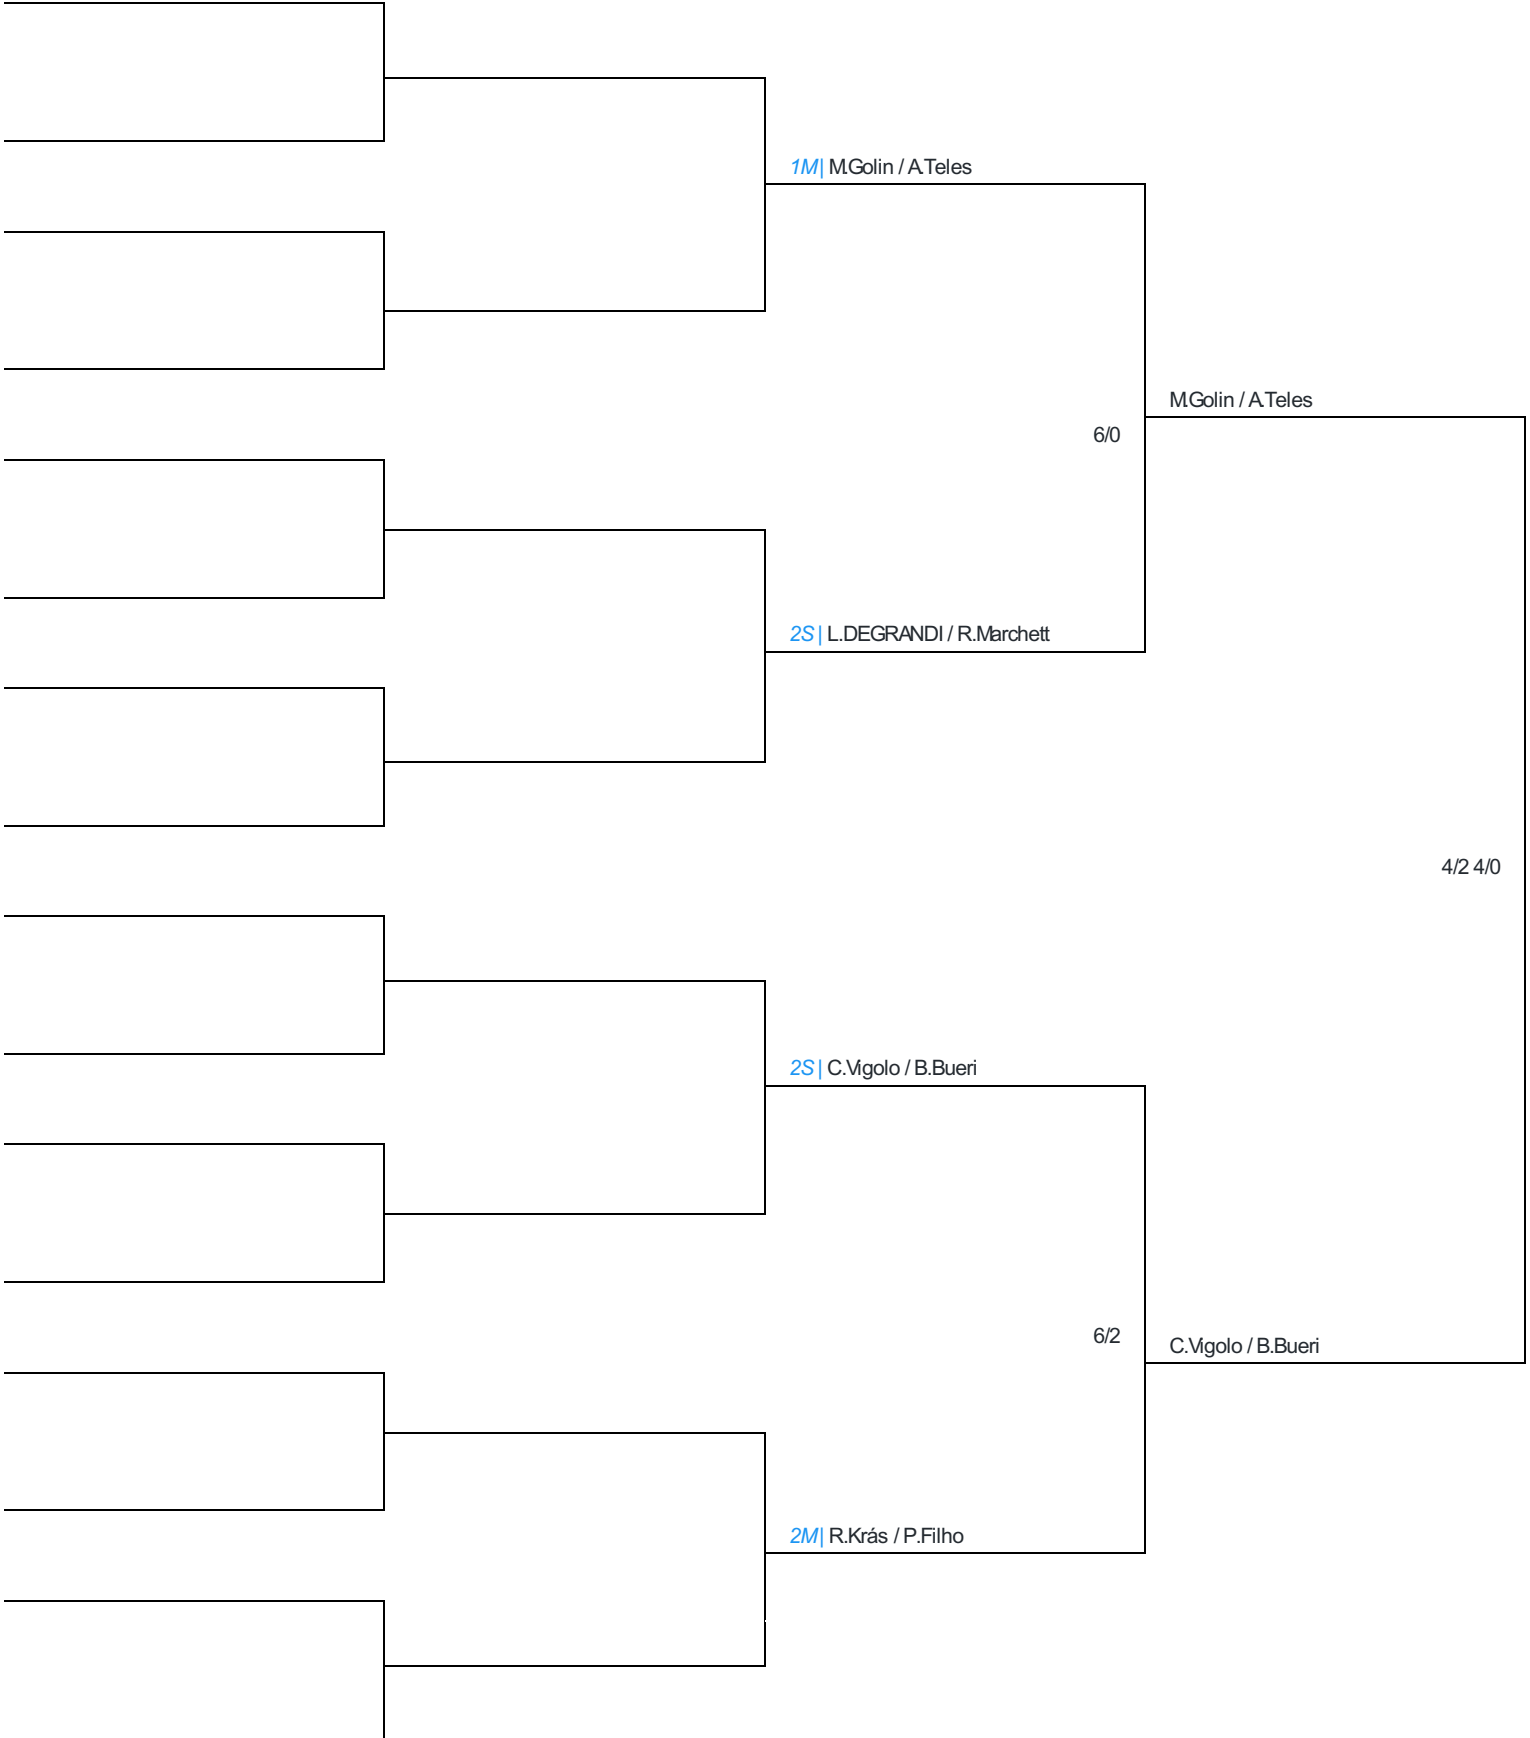 1M| M.Golin / A.Teles
M.Golin / A.Teles
6/0
2S| L.DEGRANDI / R.Marchett
4/2 4/0
2S| C.Vigolo / B.Bueri
6/2
C.Vigolo / B.Bueri
2M| R.Krás / P.Filho